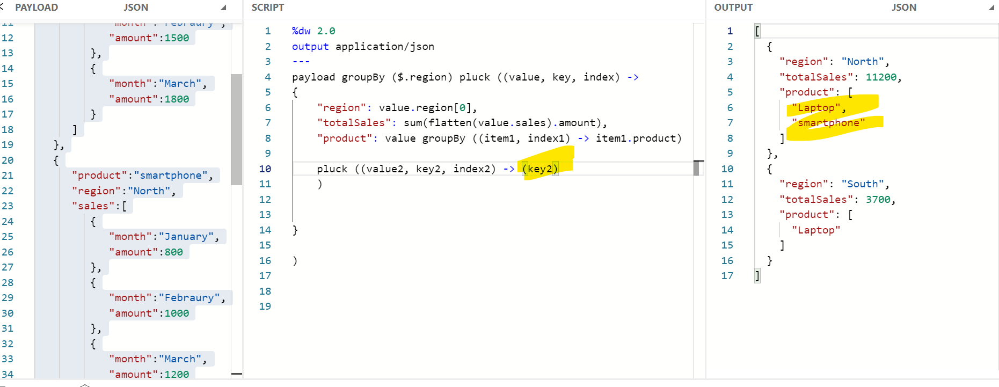 PAYLOAD JSON
11 "month":"Febraury",
12 "amount":1500
13 },
14 {
15 "month":"March",
16 "amount":1800
17 }
18 ]
19 },
20 {
21 "product":"smartphone",
22 "region":"North",
23 "sales":[
24 {
25 "month":"January",
26 "amount":800
27 },
28 {
29 "month":"Febraury",
30 "amount":1000
31 },
32 {
33 "month":"March",
34 "amount":1200
SCRIPT
1 %dw 2.0
2 output application/json
3 ---
4 payload groupBy ($.region) pluck ((value, key, index) ->
5 {
6 "region": value.region[0],
7 "totalSales": sum(flatten(value.sales).amount),
8 "product": value groupBy ((item1, index1) -> item1.product)
9
10 pluck ((value2, key2, index2) -> (key2)
11 )
12
13
14 }
15
16 )
17
18
19
OUTPUT JSON
1 [
2 {
3 "region": "North",
4 "totalSales": 11200,
5 "product": [
6 "Laptop",
7 "smartphone"
8 ]
9 },
10 {
11 "region": "South",
12 "totalSales": 3700,
13 "product": [
14 "Laptop"
15 ]
16 }
17 ]